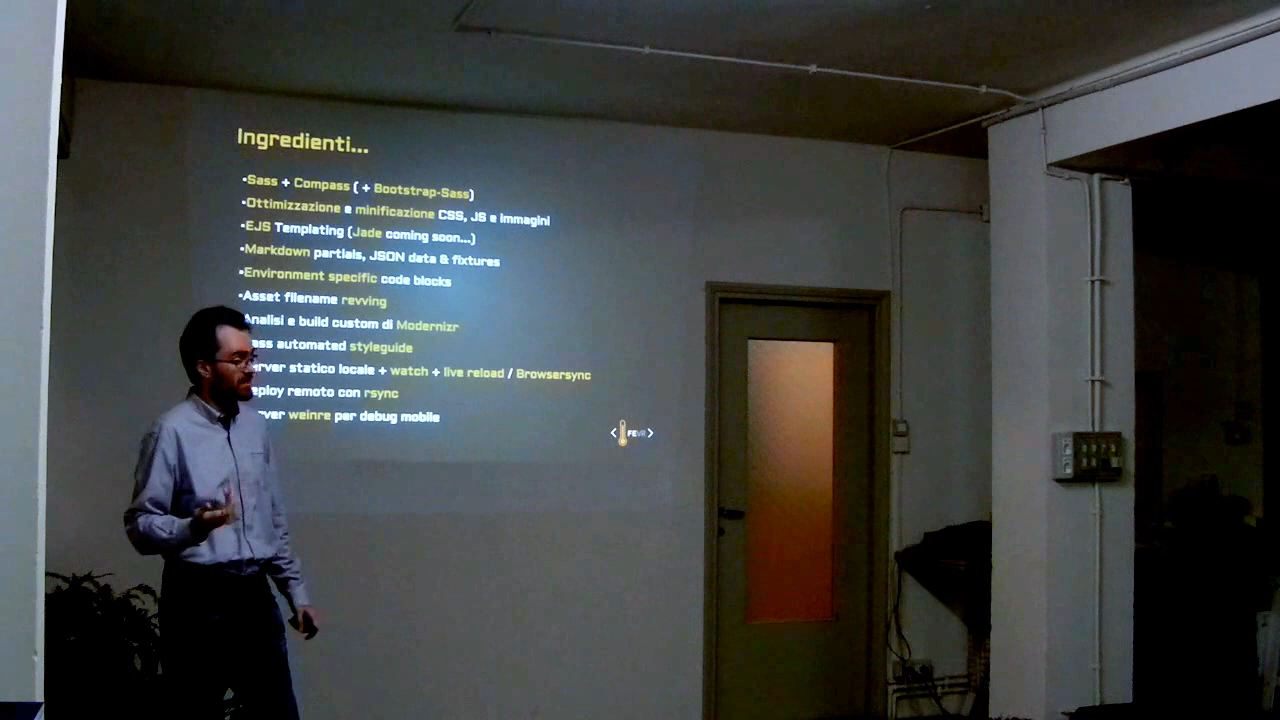 Ingredienti...
•Sass + Compass ( + Bootstrap-Sass)
•Ottimizzazione e minificazione CSS, JS e immagini
•EJS Templating (Jade coming soon...)
•Markdown partials, JSON data & fixtures
•Environment specific code blocks
•Asset filename revving
Analisi e build custom di Modernizr
ass automated styleguide
erver statico locale + watch + live reload / Browsersync
eploy remoto con rsync
rver weinre per debug mobile
< FEVR >